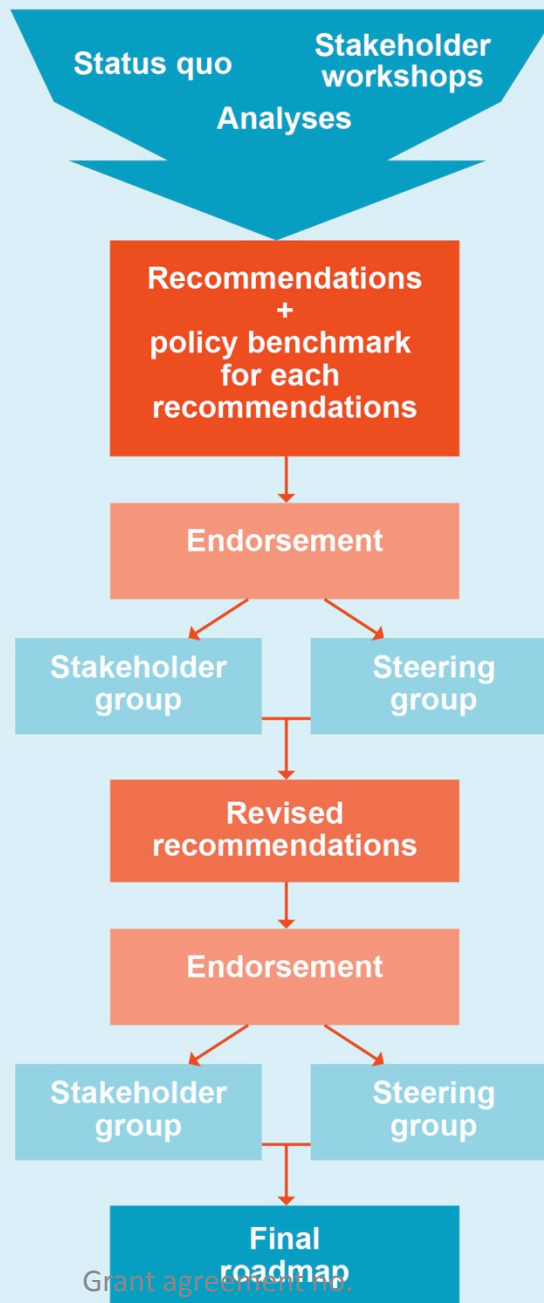 Status quo
Stakeholder
workshops
Analyses
Recommendations
+
policy benchmark
for each
recommendations
Endorsement
Stakeholder
group
Steering
group
Revised
recommendations
Endorsement
Stakeholder
group
Steering
group
Final
roadmap
Grant agreement no.